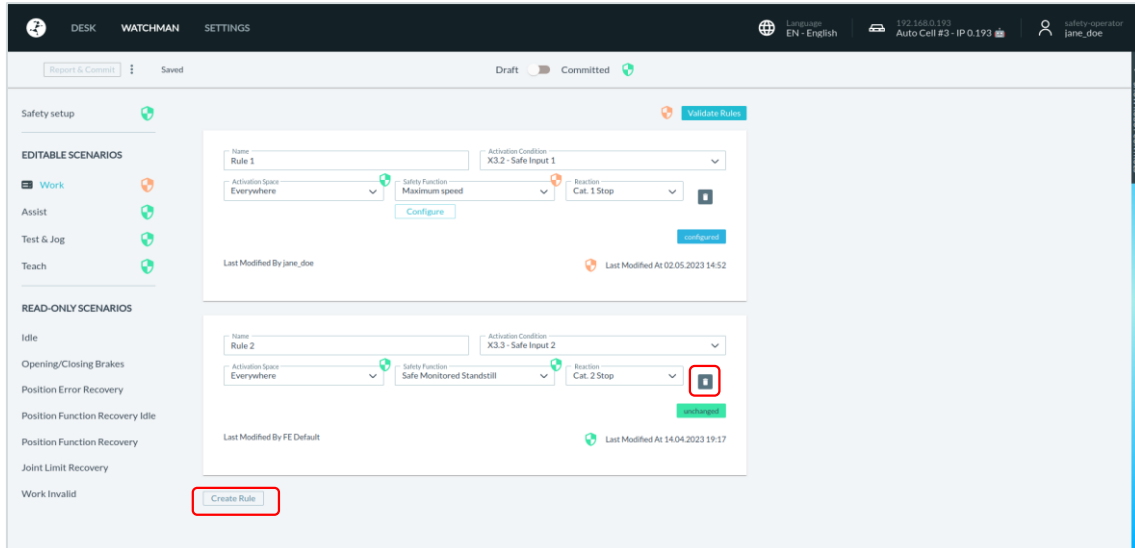 DESK WATCHMAN SETTINGS
Language
EN - English
192.168.0.193
Auto Cell #3 - IP 0.193
safety-operator
jane_doe
Report & Commit
Saved
Draft
Committed
Safety setup
EDITABLE SCENARIOS
Work
Assist
Test & Jog
Teach
READ-ONLY SCENARIOS
Idle
Opening/Closing Brakes
Position Error Recovery
Position Function Recovery Idle
Position Function Recovery
Joint Limit Recovery
Work Invalid
Validate Rules
Name
Rule 1
Activation Condition
X3.2 - Safe Input 1
Activation Space
Everywhere
Safety Function
Maximum speed
Reaction
Cat. 1 Stop
Configure
configured
Last Modified By jane_doe
Last Modified At 02.05.2023 14:52
Name
Rule 2
Activation Condition
X3.3 - Safe Input 2
Activation Space
Everywhere
Safety Function
Safe Monitored Standstill
Reaction
Cat. 2 Stop
unchanged
Last Modified By FE Default
Last Modified At 14.04.2023 19:17
Create Rule